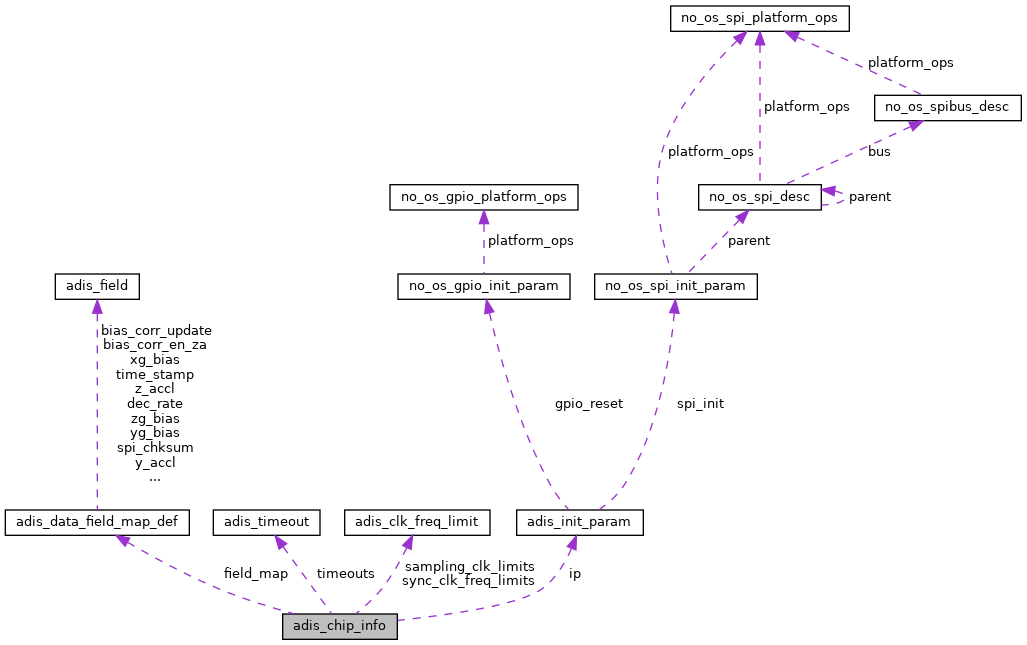 no_os_spi_platform_ops
platform_ops
no_os_spibus_desc
platform_ops
platform_ops
bus
no_os_gpio_platform_ops
no_os_spi_desc
parent
platform_ops
parent
adis_field
no_os_gpio_init_param
no_os_spi_init_param
bias_corr_update
bias_corr_en_za
xg_bias
time_stamp
z_accl
dec_rate
zg_bias
yg_bias
spi_chksum
y_accl
...
gpio_reset
spi_init
adis_data_field_map_def
adis_timeout
adis_clk_freq_limit
adis_init_param
field_map
timeouts
sampling_clk_limits
sync_clk_freq_limits
ip
adis_chip_info